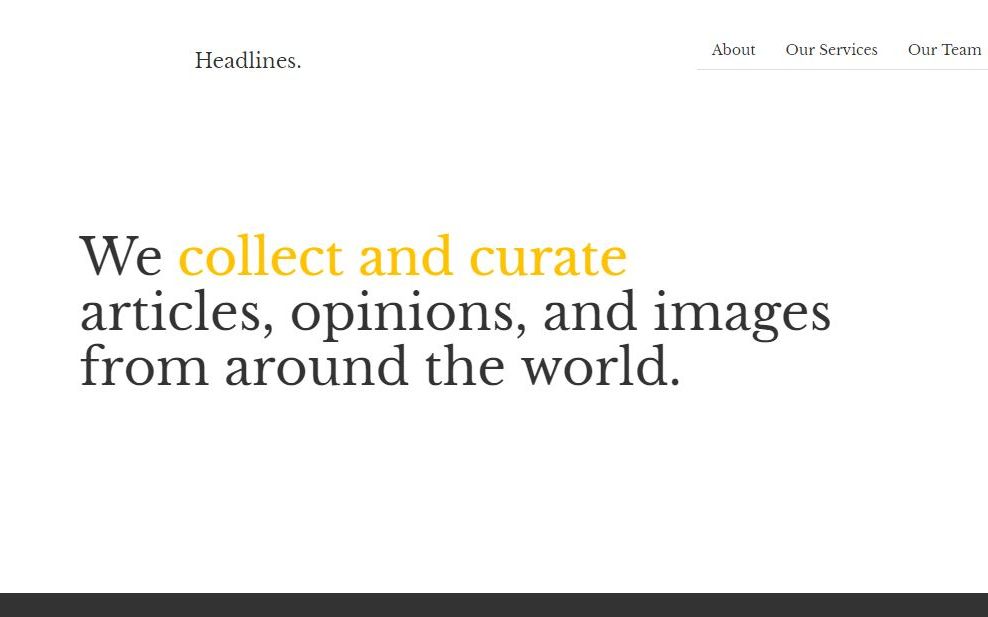 Headlines.
About Our Services Our Team
We collect and curate
articles, opinions, and images
from around the world.